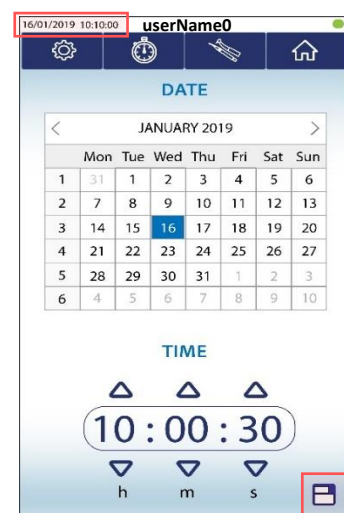 16/01/2019 10:10:00 userName0
DATE
< JANUARY 2019 >
Mon Tue Wed Thu Fri Sat Sun
1 31 1 2 3 4 5 6
2 7 8 9 10 11 12 13
3 14 15 16 17 18 19 20
4 21 22 23 24 25 26 27
5 28 29 30 31 1 2 3
6 4 5 6 7 8 9 10
TIME
10 : 00 : 30
h m s